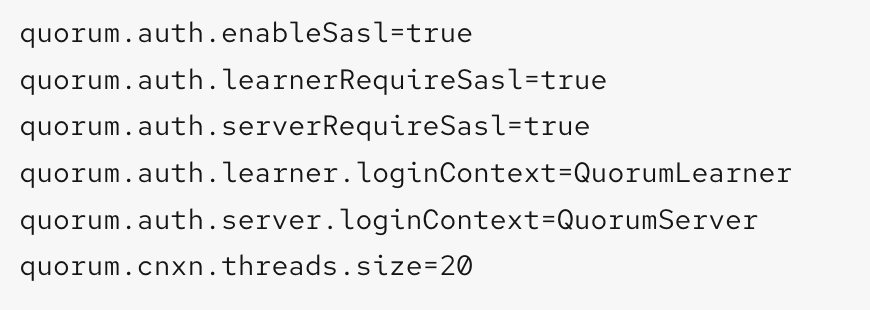 quorum.auth.enableSasl=true
quorum.auth.learnerRequireSasl=true
quorum.auth.serverRequireSasl=true
quorum.auth.learner.loginContext=QuorumLearner
quorum.auth.server.loginContext=QuorumServer
quorum.cnxn.threads.size=20